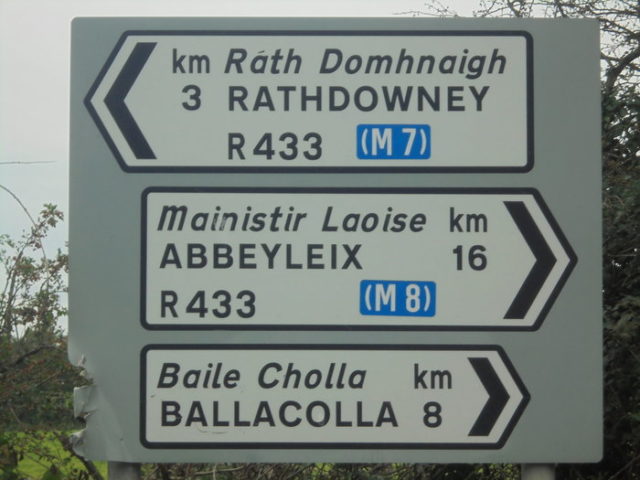 km Ráth Domhnaigh
3 RATHDOWNEY
R433 (M7)
Mainistir Laoise km
ABBEYLEIX 16
R433 (M8)
Baile Cholla km
BALLACOLLA 8